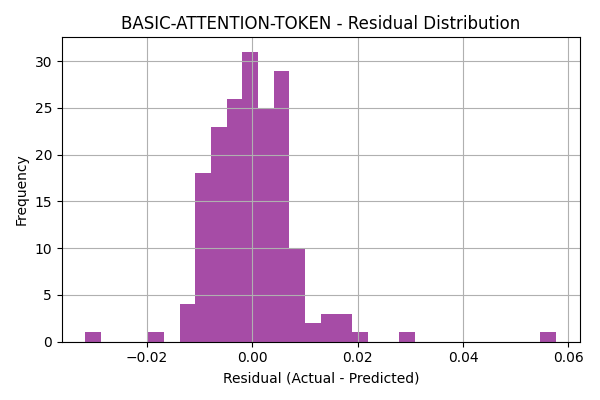 BASIC-ATTENTION-TOKEN - Residual Distribution
Frequency
30
25
20
15
10
5
0
−0.02 0.00 0.02 0.04 0.06
Residual (Actual - Predicted)